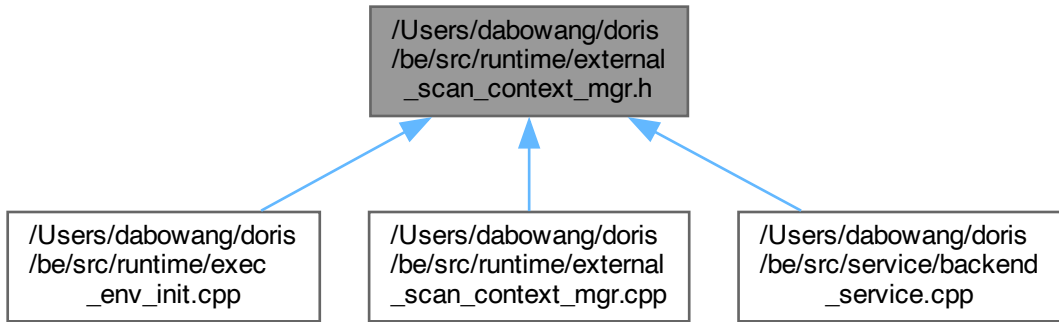 /Users/dabowang/doris
/be/src/runtime/external
_scan_context_mgr.h
/Users/dabowang/doris
/be/src/runtime/exec
_env_init.cpp
/Users/dabowang/doris
/be/src/runtime/external
_scan_context_mgr.cpp
/Users/dabowang/doris
/be/src/service/backend
_service.cpp